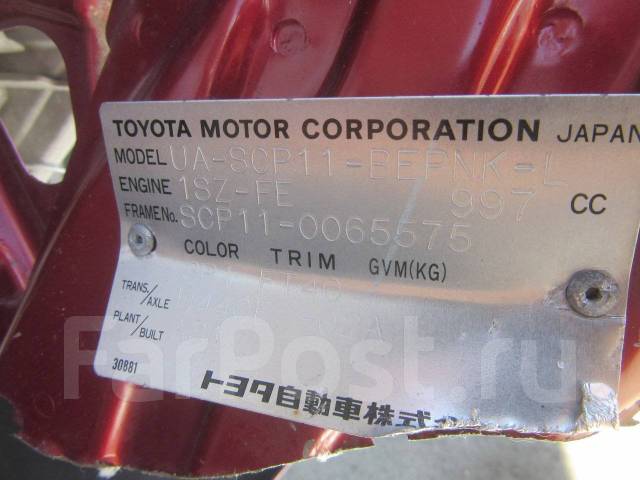 TOYOTA MOTOR CORPORATION JAPAN
MODEL UA-SCP11-BEPNK-L
ENGINE 1SZ-FE 997 CC
FRAME No. SCP11-0065575
COLOR TRIM GVM(KG)
TRANS./AXLE
PLANT/BUILT
30881
トヨタ自動車株式
FarPost.ru